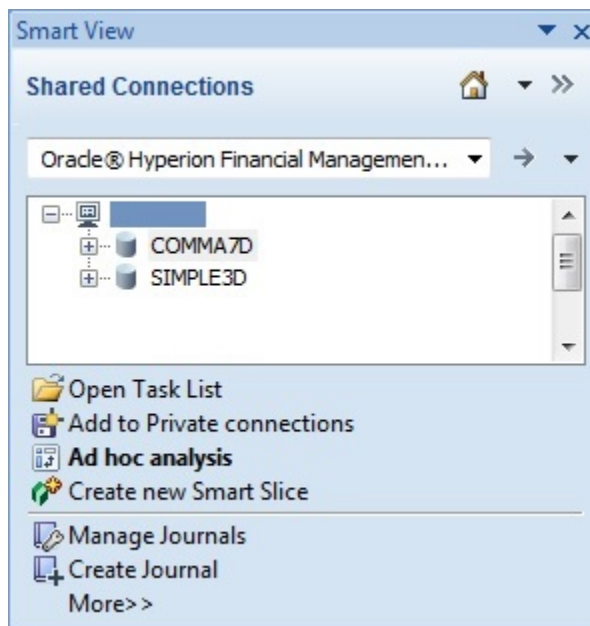 Smart View
Shared Connections
Oracle® Hyperion Financial Managemen...
COMMA7D
SIMPLE3D
Open Task List
Add to Private connections
Ad hoc analysis
Create new Smart Slice
Manage Journals
Create Journal
More>>